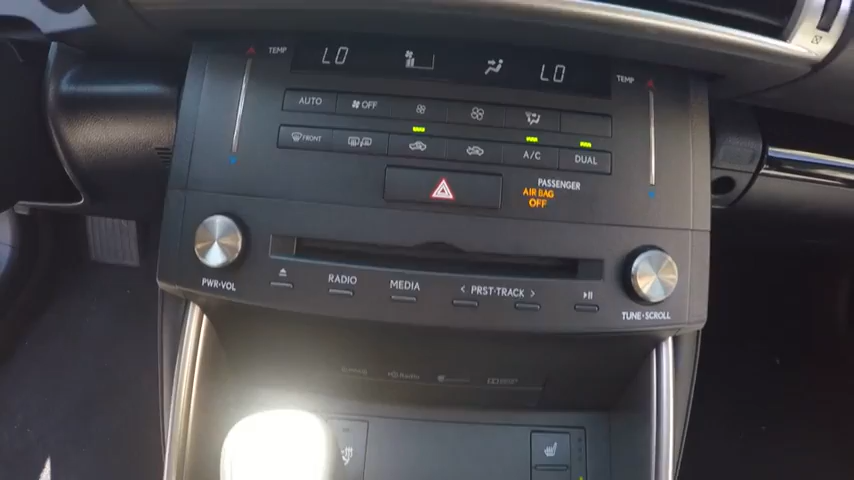 TEMP
LO
LO
TEMP
AUTO
OFF
FRONT
A/C
DUAL
PASSENGER
AIR BAG
OFF
PWR•VOL
RADIO
MEDIA
< PRST•TRACK >
TUNE•SCROLL
Radio